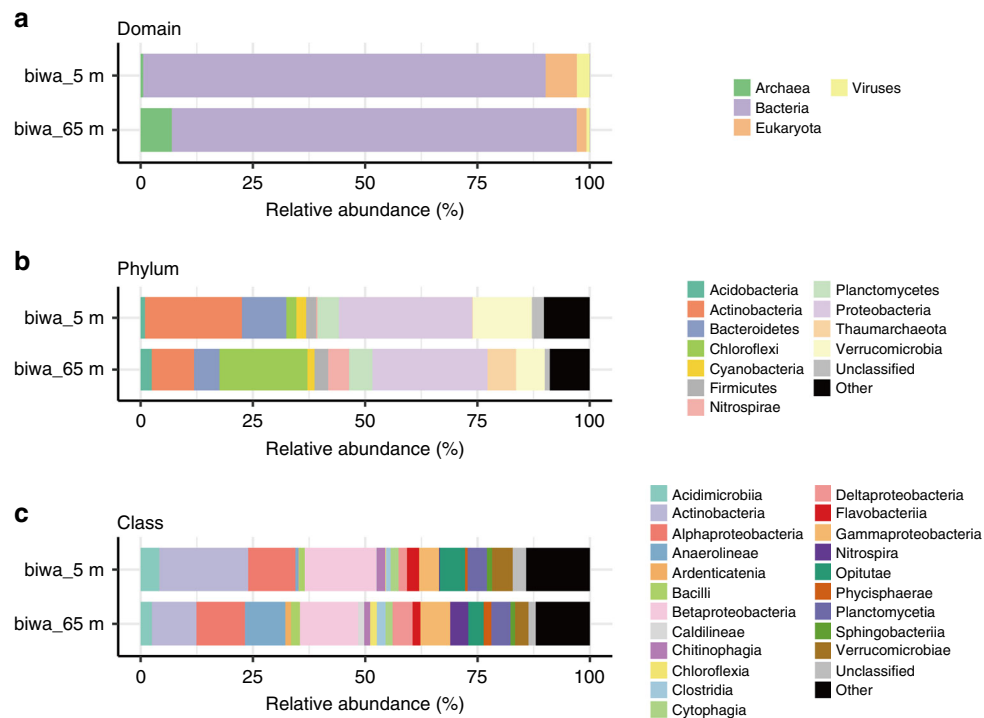 a
Domain
biwa_5 m
biwa_65 m
0 25 50 75 100
Relative abundance (%)
Archaea Viruses
Bacteria
Eukaryota
b
Phylum
biwa_5 m
biwa_65 m
0 25 50 75 100
Relative abundance (%)
Acidobacteria Planctomycetes
Actinobacteria Proteobacteria
Bacteroidetes Thaumarchaeota
Chloroflexi Verrucomicrobia
Cyanobacteria Unclassified
Firmicutes Other
Nitrospirae
c
Class
biwa_5 m
biwa_65 m
0 25 50 75 100
Relative abundance (%)
Acidimicrobiia Deltaproteobacteria
Actinobacteria Flavobacteriia
Alphaproteobacteria Gammaproteobacteria
Anaerolineae Nitrospira
Ardenticatenia Opitutae
Bacilli Phycisphaerae
Betaproteobacteria Planctomycetia
Caldilineae Sphingobacteriia
Chitinophagia Verrucomicrobiae
Chloroflexia Unclassified
Clostridia Other
Cytophagia